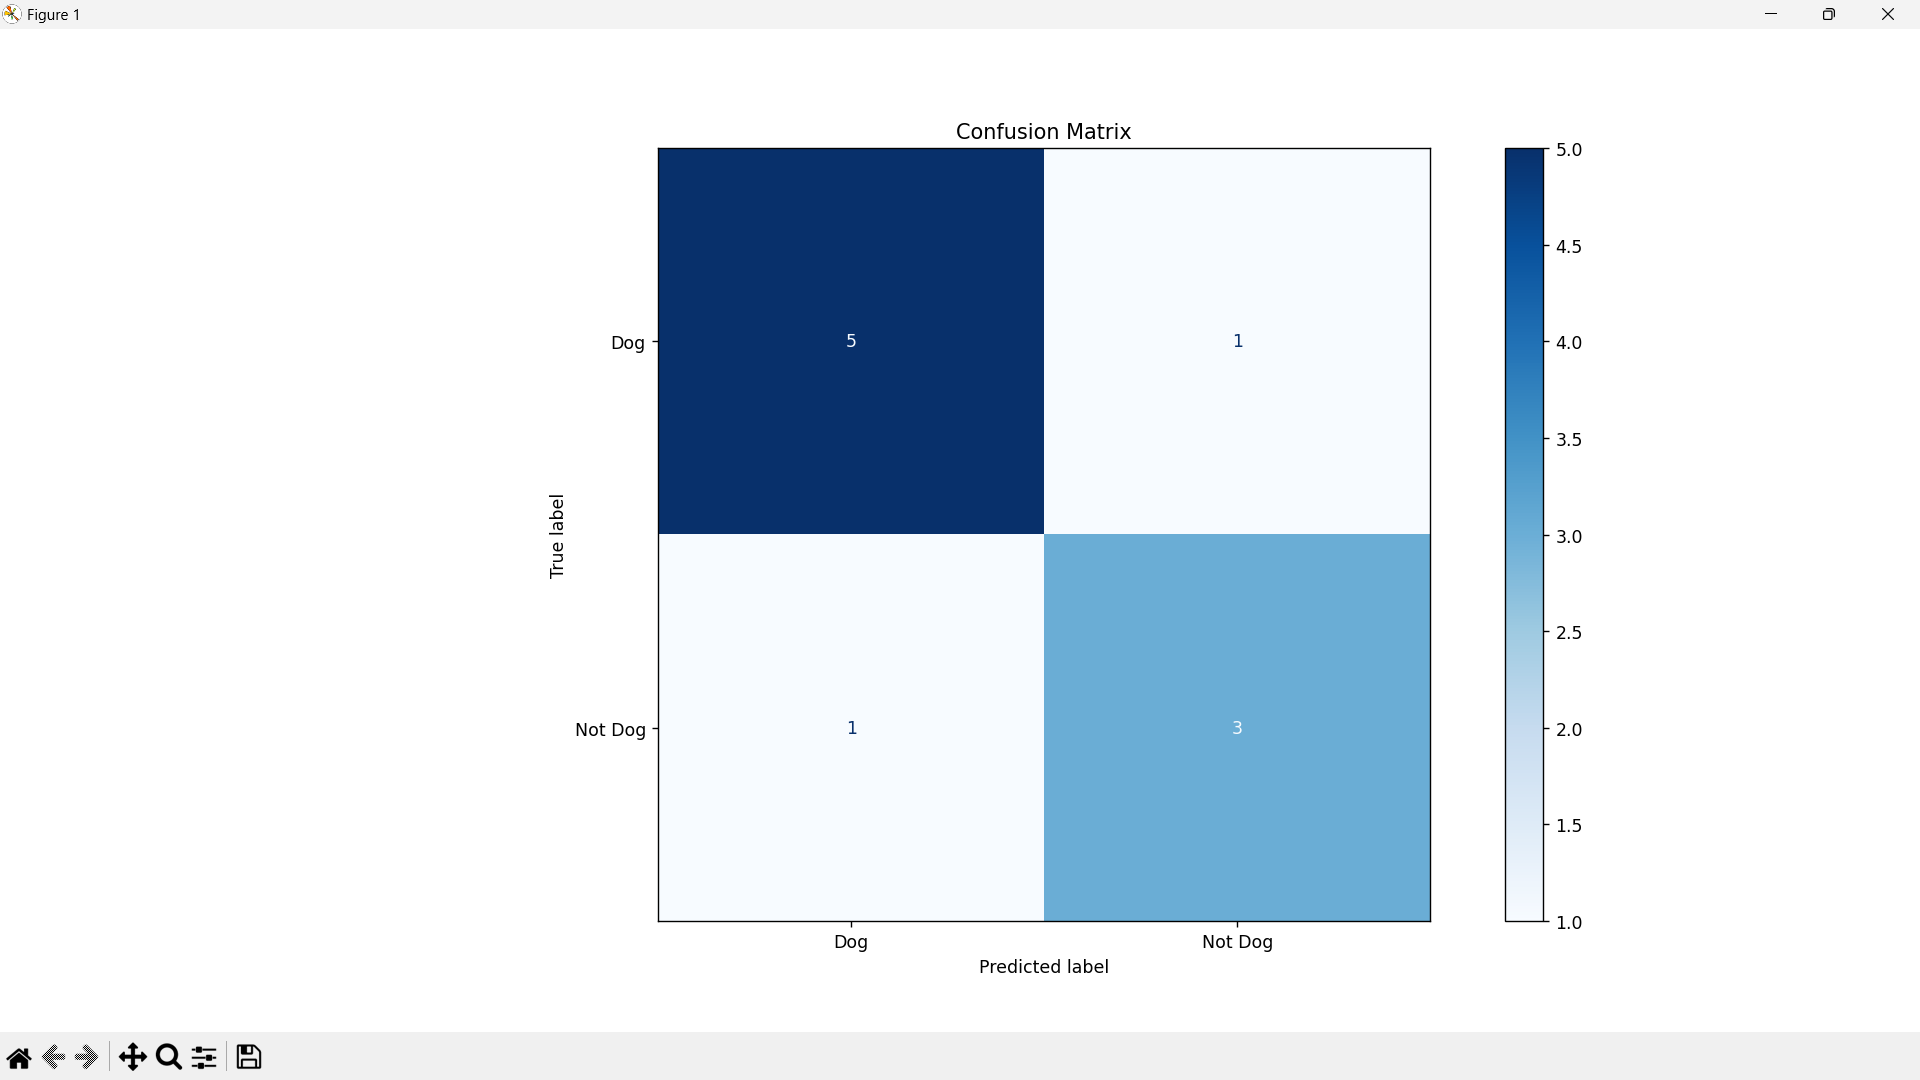 Figure 1
Confusion Matrix
5.0
4.5
4.0
3.5
3.0
2.5
2.0
1.5
1.0
True label
Dog
5
1
Not Dog
1
3
Dog
Not Dog
Predicted label